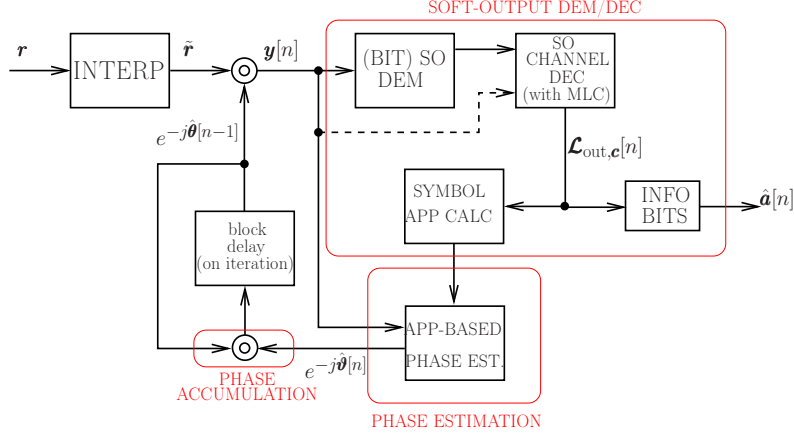 SOFT-OUTPUT DEM/DEC
r
INTERP
r̃
y[n]
(BIT) SO
DEM
SO
CHANNEL
DEC
(with MLC)
e^{-jθ̂[n−1]}
𝓛_{out,c}[n]
SYMBOL
APP CALC
INFO
BITS
â[n]
block
delay
(on iteration)
APP-BASED
PHASE EST.
e^{-jϑ̂[n]}
PHASE
ACCUMULATION
PHASE ESTIMATION